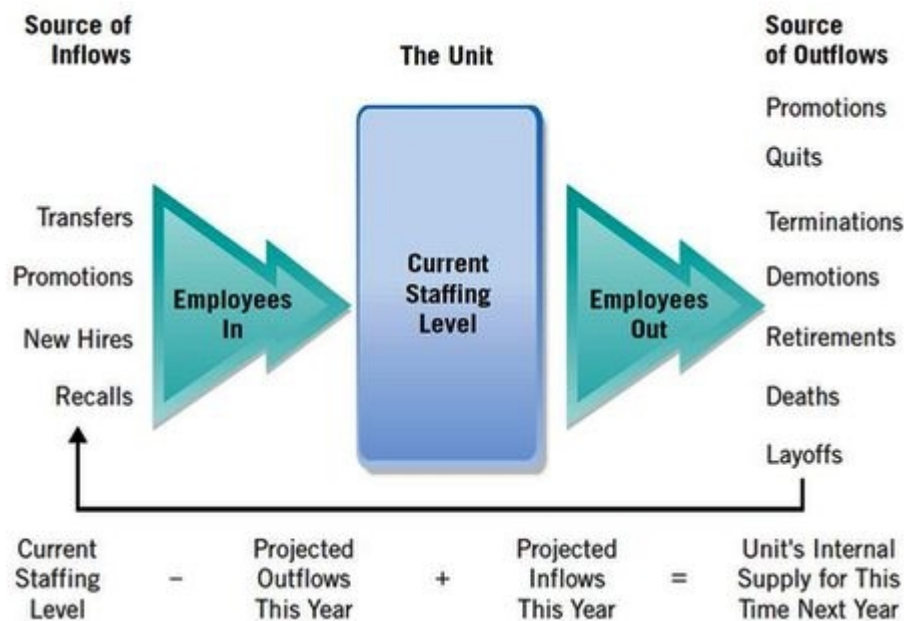 Source of
Inflows
The Unit
Source
of Outflows
Transfers
Promotions
New Hires
Recalls
Employees
In
Current
Staffing
Level
Employees
Out
Promotions
Quits
Terminations
Demotions
Retirements
Deaths
Layoffs
Current
Staffing
Level
–
Projected
Outflows
This Year
+
Projected
Inflows
This Year
=
Unit's Internal
Supply for This
Time Next Year